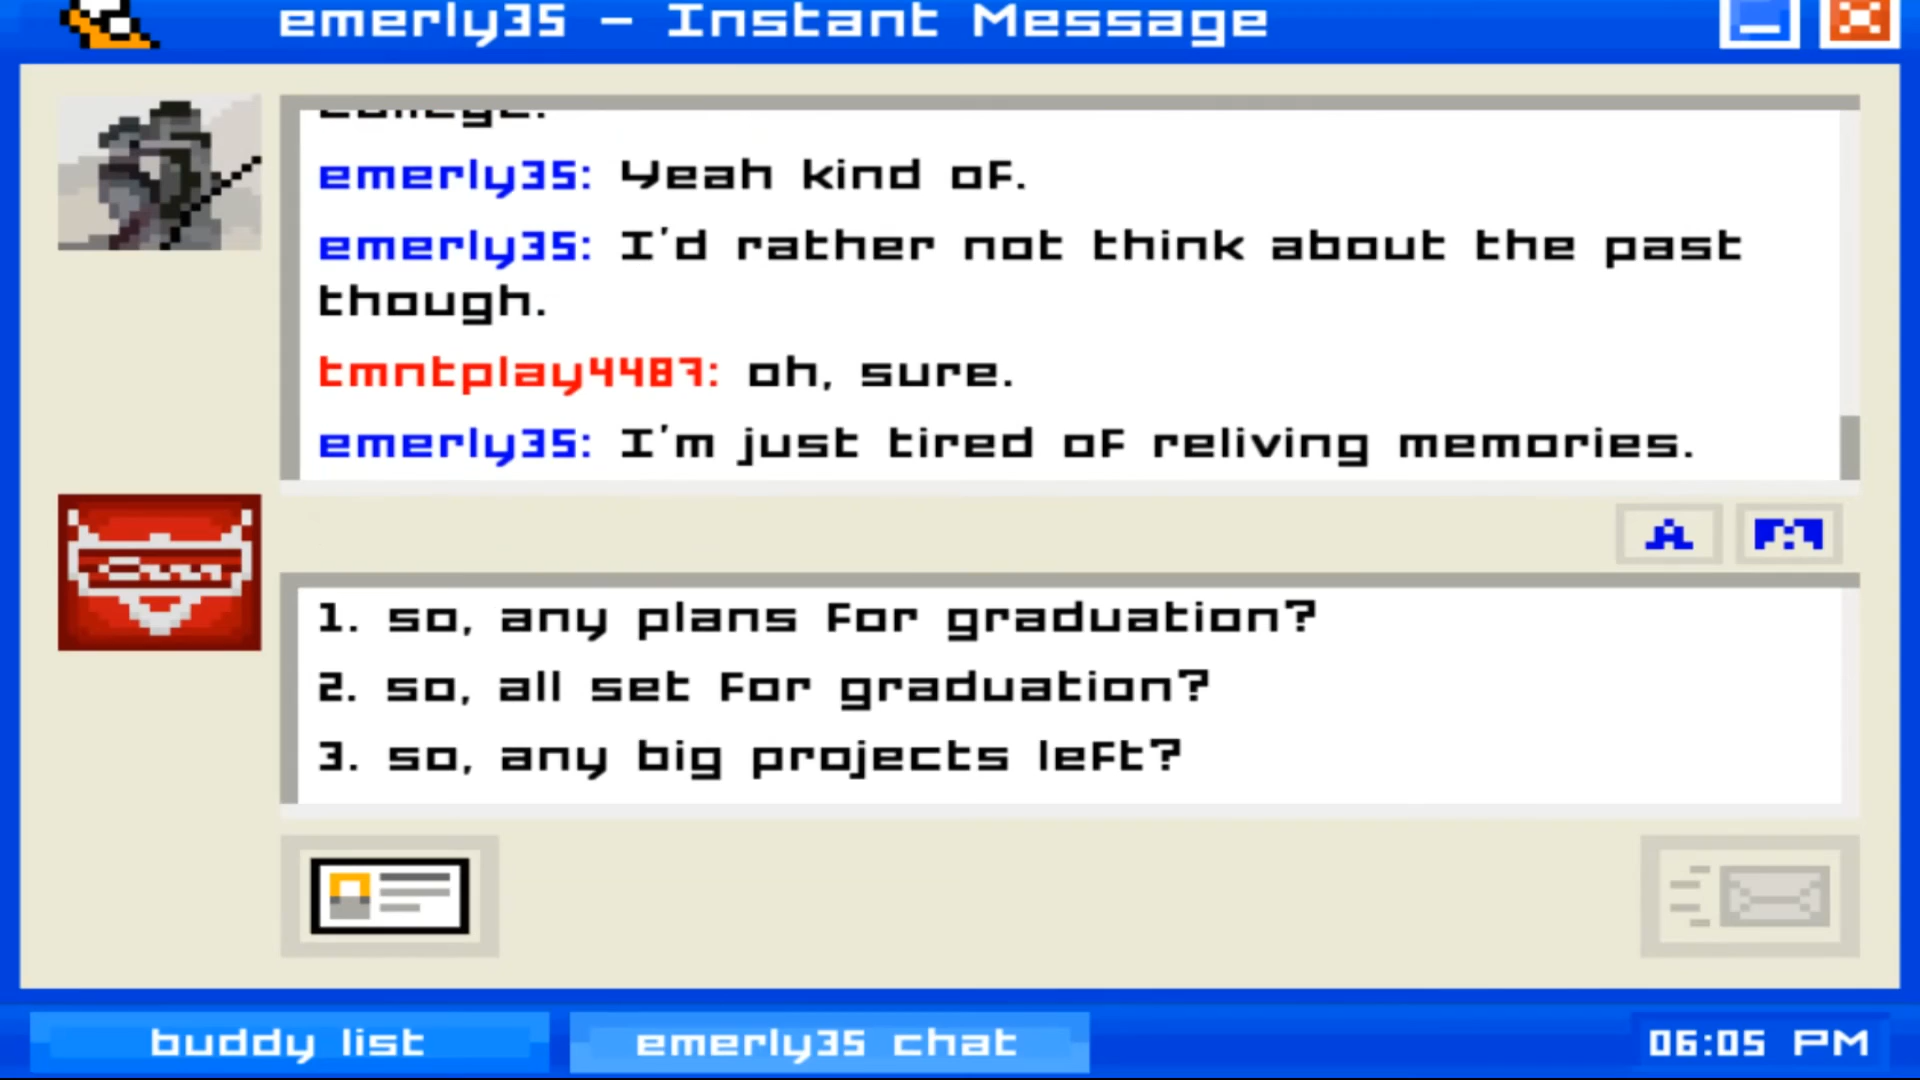 emerly35 - Instant Message
college.
emerly35: Yeah kind of.
emerly35: I'd rather not think about the past
though.
tmntplay4487: oh, sure.
emerly35: I'm just tired of reliving memories.
1. so, any plans for graduation?
2. so, all set for graduation?
3. so, any big projects left?
buddy list
emerly35 chat
06:05 PM